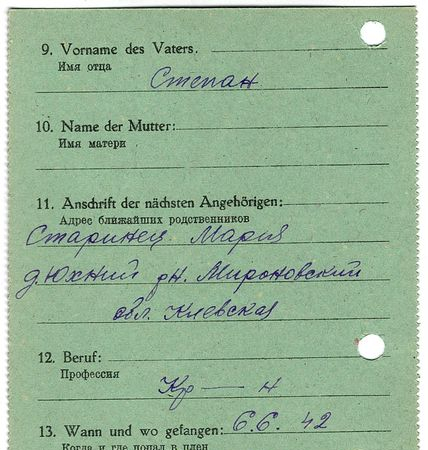 9. Vorname des Vaters.
Имя отца
Степан
10. Name der Mutter:
Имя матери
11. Anschrift der nächsten Angehörigen:
Адрес ближайших родственников
Старинец Мария
д. Юхний рн. Мироновский
обл. Киевская
12. Beruf:
Профессия
Кр — н
13. Wann und wo gefangen: 6.6. 42
Когда и где попал в плен